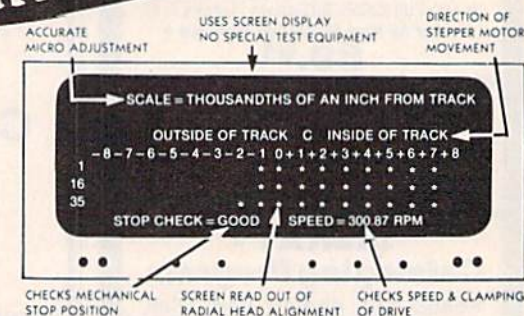 ACCURATE
MICRO ADJUSTMENT
USES SCREEN DISPLAY
NO SPECIAL TEST EQUIPMENT
DIRECTION OF
STEPPER MOTOR
MOVEMENT
SCALE = THOUSANDTHS OF AN INCH FROM TRACK
OUTSIDE OF TRACK C INSIDE OF TRACK
-8-7-6-5-4-3-2-1 0+1+2+3+4+5+6+7+8
1 * * * * * * * *
16 * * * * * * * *
35 * * * * * * * * *
STOP CHECK = GOOD SPEED = 300.87 RPM
CHECKS MECHANICAL
STOP POSITION
SCREEN READ OUT OF
RADIAL HEAD ALIGNMENT
CHECKS SPEED & CLAMPING
OF DRIVE